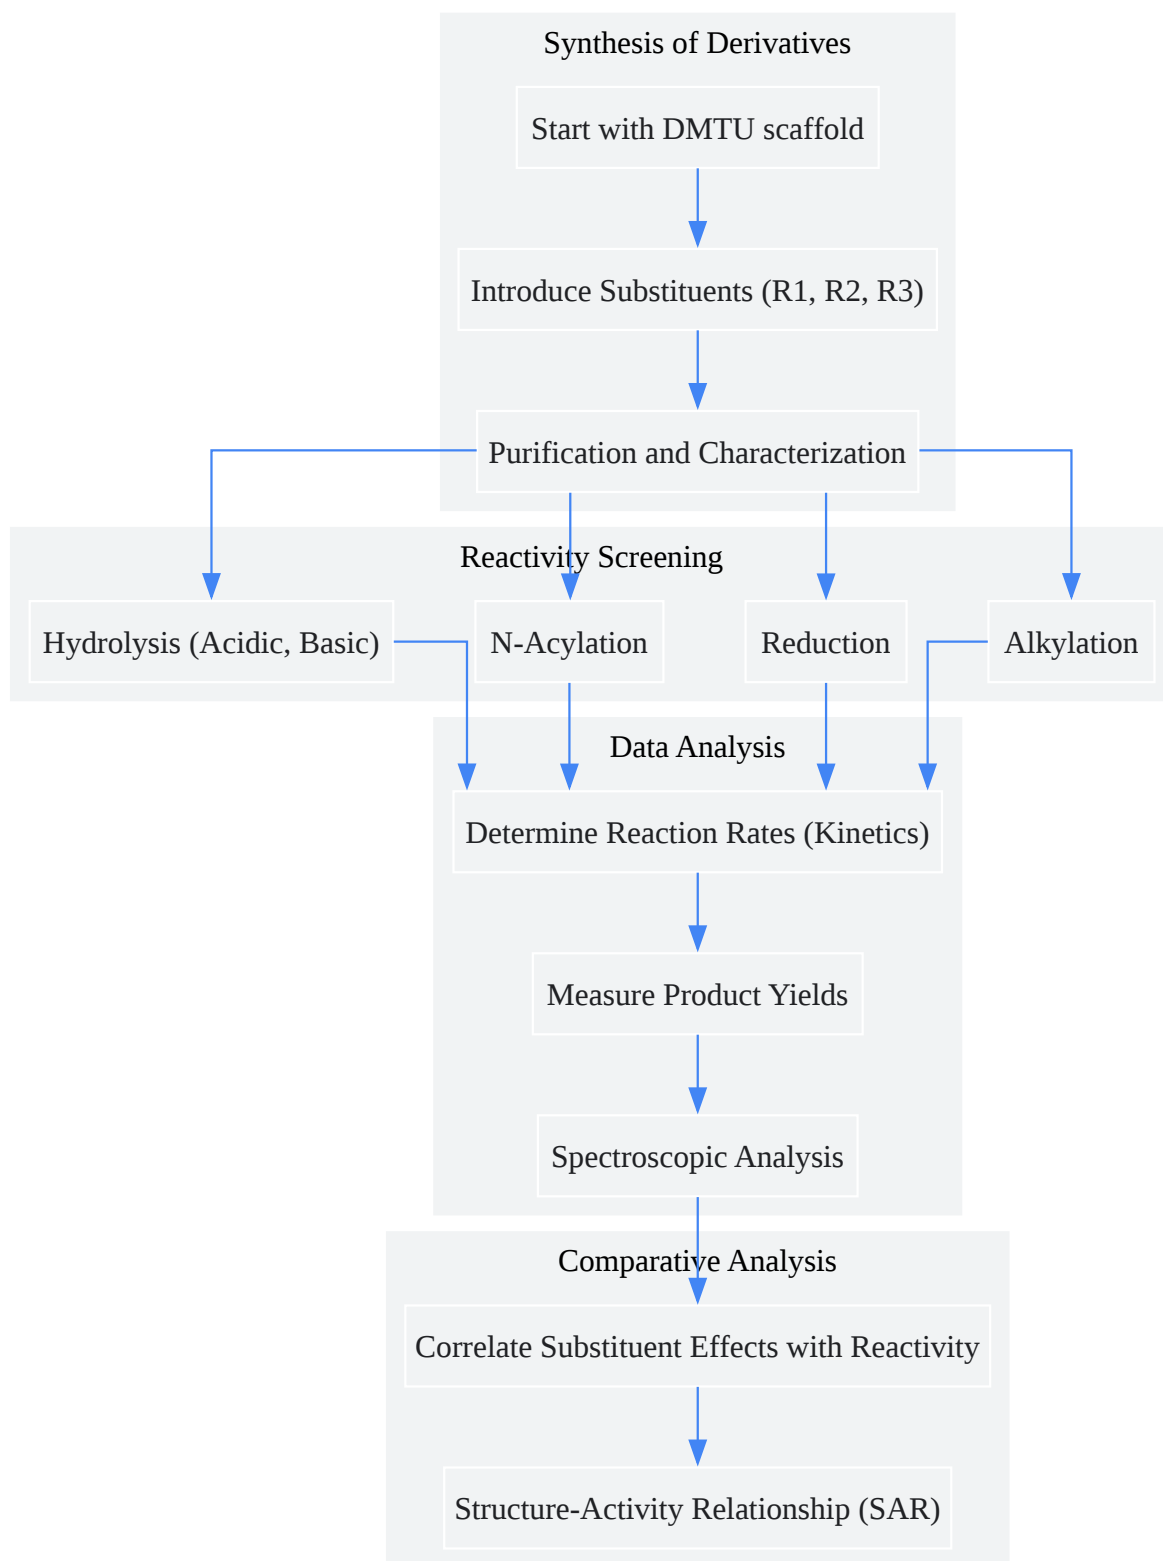 Synthesis of Derivatives
Start with DMTU scaffold
Introduce Substituents (R1, R2, R3)
Purification and Characterization
Reactivity Screening
Hydrolysis (Acidic, Basic)
N-Acylation
Reduction
Alkylation
Data Analysis
Determine Reaction Rates (Kinetics)
Measure Product Yields
Spectroscopic Analysis
Comparative Analysis
Correlate Substituent Effects with Reactivity
Structure-Activity Relationship (SAR)